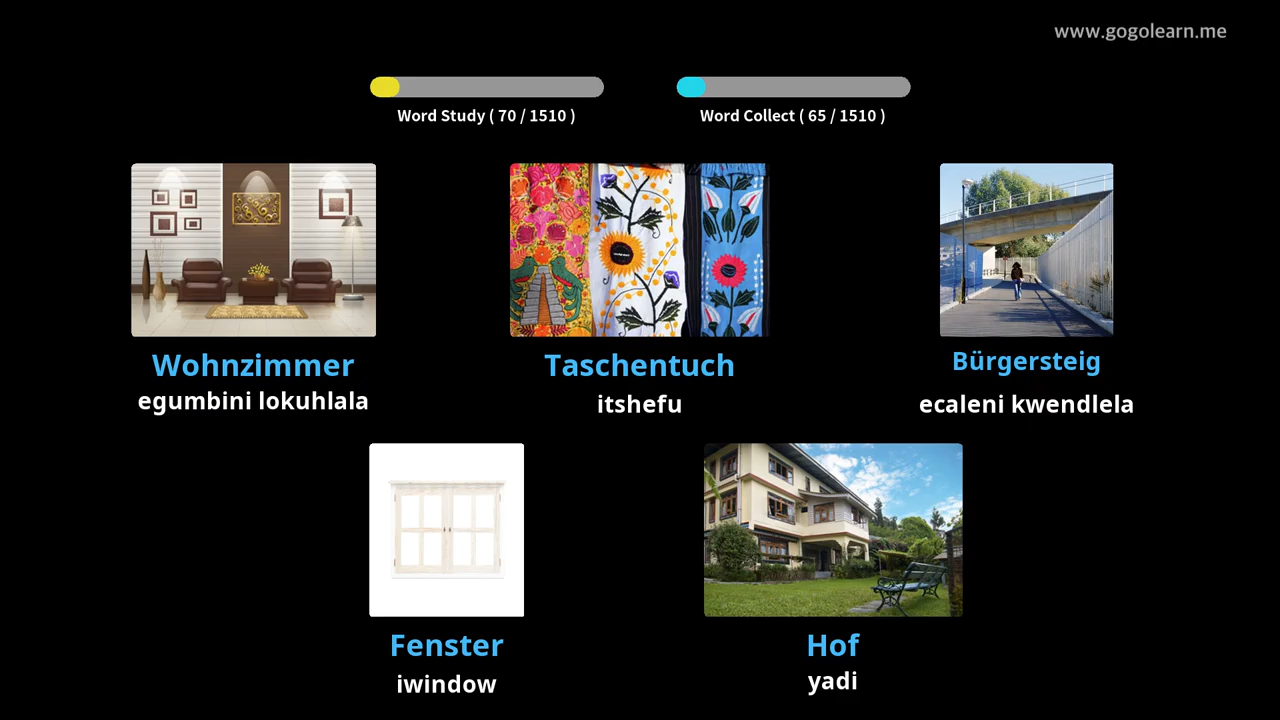 www.gogolearn.me
Word Study ( 70 / 1510 )
Word Collect ( 65 / 1510 )
Wohnzimmer
egumbini lokuhlala
Taschentuch
itshefu
Bürgersteig
ecaleni kwendlela
Fenster
iwindow
Hof
yadi